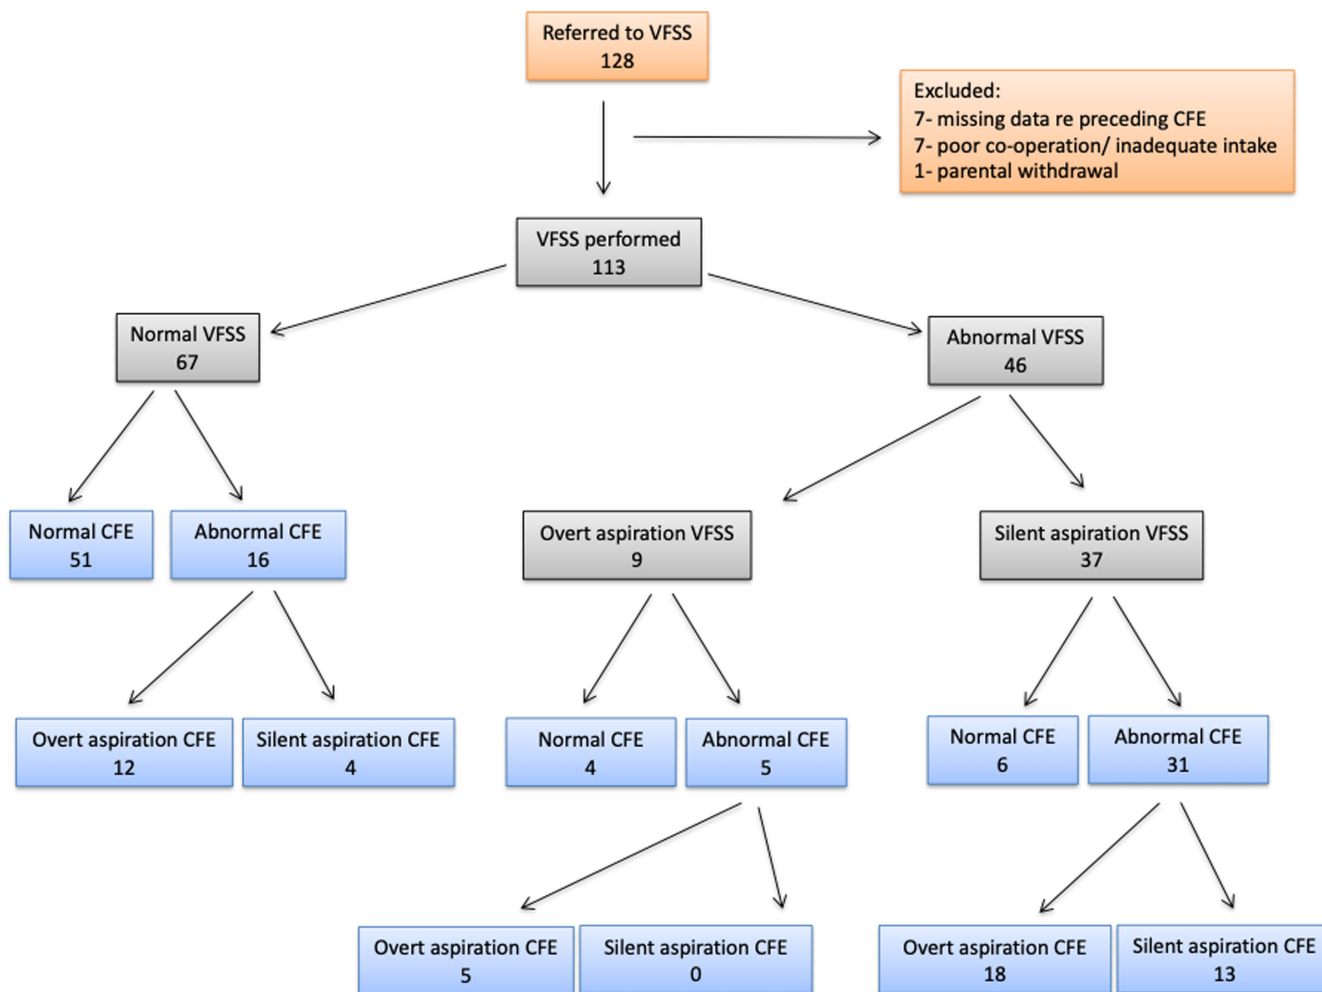 Referred to VFSS
128
Excluded:
7- missing data re preceding CFE
7- poor co-operation/ inadequate intake
1- parental withdrawal
VFSS performed
113
Normal VFSS
67
Abnormal VFSS
46
Normal CFE
51
Abnormal CFE
16
Overt aspiration VFSS
9
Silent aspiration VFSS
37
Overt aspiration CFE
12
Silent aspiration CFE
4
Normal CFE
4
Abnormal CFE
5
Normal CFE
6
Abnormal CFE
31
Overt aspiration CFE
5
Silent aspiration CFE
0
Overt aspiration CFE
18
Silent aspiration CFE
13